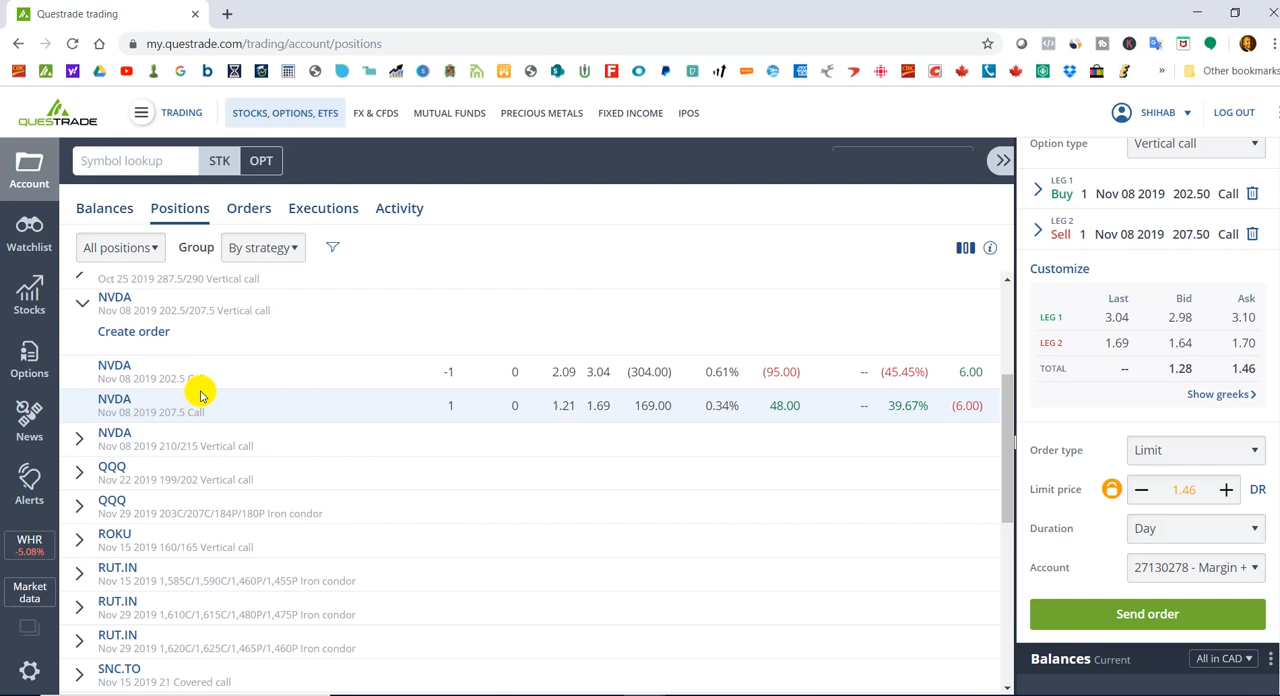 Questrade trading
my.questrade.com/trading/account/positions
Other bookmarks
QUESTRADE
TRADING
STOCKS, OPTIONS, ETFS
FX & CFDS
MUTUAL FUNDS
PRECIOUS METALS
FIXED INCOME
IPOS
SHIHAB
LOG OUT
Account
Watchlist
Stocks
Options
News
Alerts
WHR
-5.08%
Market
data
Symbol lookup
STK
OPT
Balances
Positions
Orders
Executions
Activity
All positions
Group
By strategy
Oct 25 2019 287.5/290 Vertical call
NVDA
Nov 08 2019 202.5/207.5 Vertical call
Create order
NVDA
-1 0 2.09 3.04 (304.00) 0.61% (95.00) -- (45.45%) 6.00
Nov 08 2019 202.5
NVDA
1 0 1.21 1.69 169.00 0.34% 48.00 -- 39.67% (6.00)
Nov 08 2019 207.5 Call
NVDA
Nov 08 2019 210/215 Vertical call
QQQ
Nov 22 2019 199/202 Vertical call
QQQ
Nov 29 2019 203C/207C/184P/180P Iron condor
ROKU
Nov 15 2019 160/165 Vertical call
RUT.IN
Nov 15 2019 1,585C/1,590C/1,460P/1,455P Iron condor
RUT.IN
Nov 29 2019 1,610C/1,615C/1,480P/1,475P Iron condor
RUT.IN
Nov 29 2019 1,620C/1,625C/1,465P/1,460P Iron condor
SNC.TO
Nov 15 2019 21 Covered call
Option type
Vertical call
LEG 1
Buy 1 Nov 08 2019 202.50 Call
LEG 2
Sell 1 Nov 08 2019 207.50 Call
Customize
Last Bid Ask
LEG 1 3.04 2.98 3.10
LEG 2 1.69 1.64 1.70
TOTAL -- 1.28 1.46
Show greeks
Order type
Limit
Limit price
1.46
DR
Duration
Day
Account
27130278 - Margin +
Send order
Balances Current
All in CAD